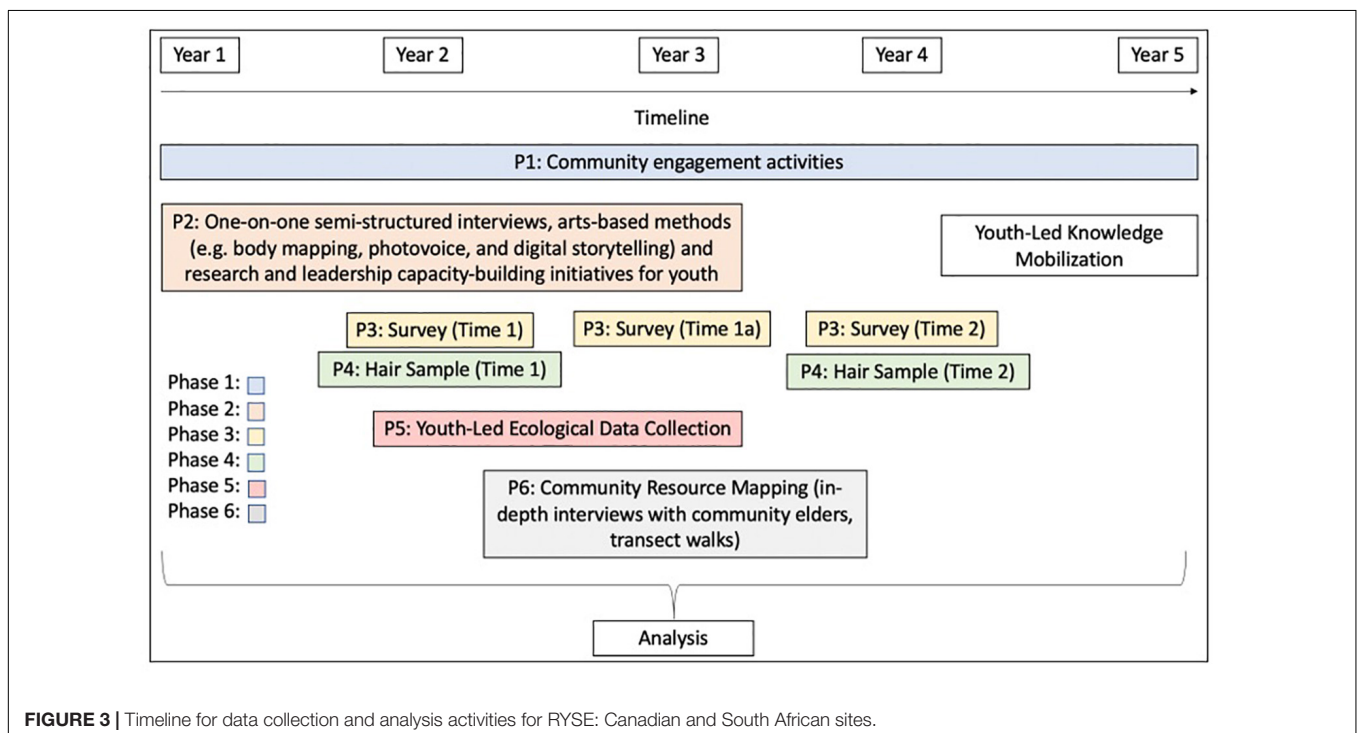 Year 1
Year 2
Year 3
Year 4
Year 5
Timeline
P1: Community engagement activities
P2: One-on-one semi-structured interviews, arts-based methods
(e.g. body mapping, photovoice, and digital storytelling) and
research and leadership capacity-building initiatives for youth
Youth-Led Knowledge
Mobilization
P3: Survey (Time 1)
P3: Survey (Time 1a)
P3: Survey (Time 2)
P4: Hair Sample (Time 1)
P4: Hair Sample (Time 2)
Phase 1:
Phase 2:
Phase 3:
Phase 4:
Phase 5:
Phase 6:
P5: Youth-Led Ecological Data Collection
P6: Community Resource Mapping (in-
depth interviews with community elders,
transect walks)
Analysis
FIGURE 3 | Timeline for data collection and analysis activities for RYSE: Canadian and South African sites.